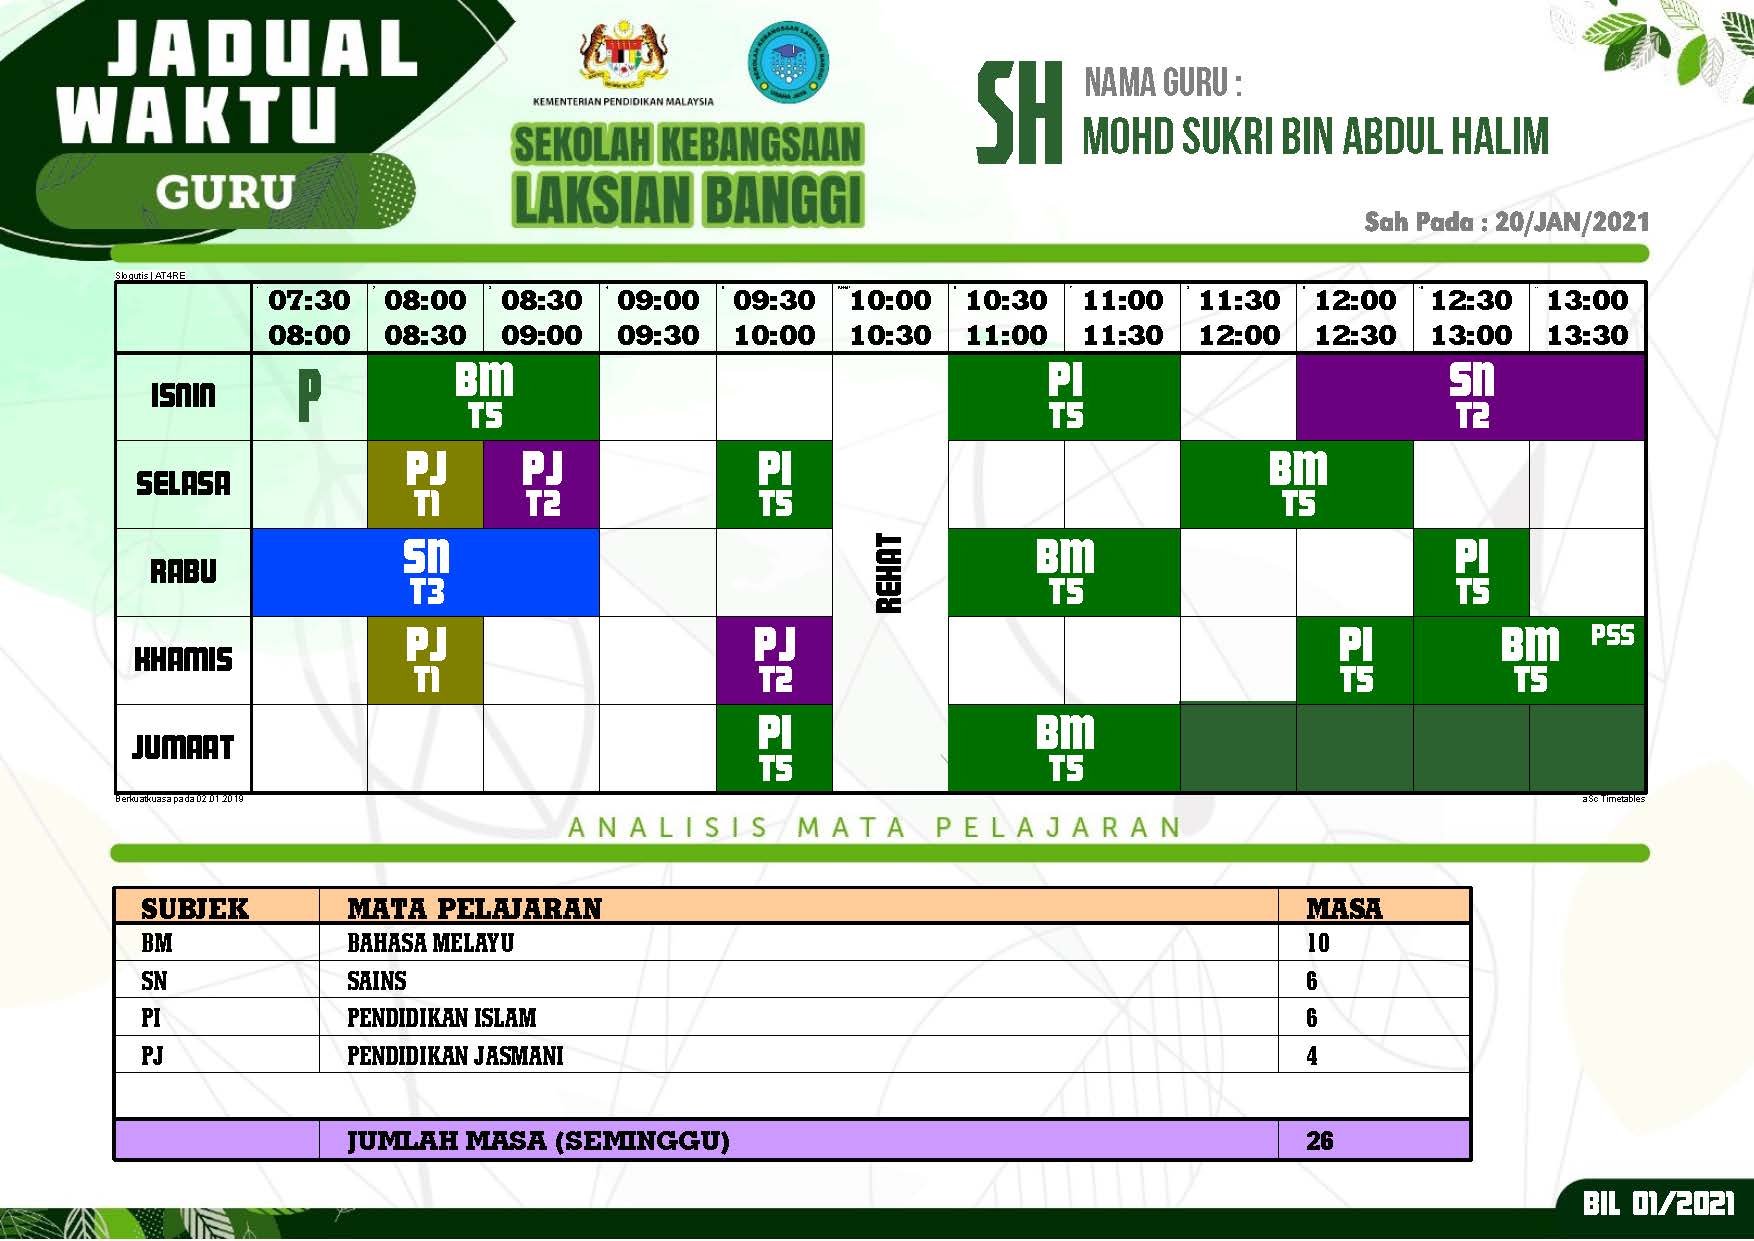 JADUAL
WAKTU
GURU
KEMENTERIAN PENDIDIKAN MALAYSIA
SEKOLAH KEBANGSAAN LAKSIAN BANGGI
USAHA JAYA
SEKOLAH KEBANGSAAN
LAKSIAN BANGGI
SH
NAMA GURU :
MOHD SUKRI BIN ABDUL HALIM
Sah Pada : 20/JAN/2021
Slogutis | AT4RE
07:30 08:00 08:30 09:00 09:30 10:00 10:30 11:00 11:30 12:00 12:30 13:00
08:00 08:30 09:00 09:30 10:00 10:30 11:00 11:30 12:00 12:30 13:00 13:30
ISNIN P BM PI SN
T5 T5 T2
SELASA PJ PJ PI BM
T1 T2 T5 T5
REHAT
RABU SN BM PI
T3 T5 T5
KHAMIS PJ PJ PI BM PSS
T1 T2 T5 T5
JUMAAT PI BM
T5 T5
Berkuatkuasa pada 02.01.2019
aSc Timetables
ANALISIS MATA PELAJARAN
SUBJEK MATA PELAJARAN MASA
BM BAHASA MELAYU 10
SN SAINS 6
PI PENDIDIKAN ISLAM 6
PJ PENDIDIKAN JASMANI 4
JUMLAH MASA (SEMINGGU) 26
BIL 01/2021